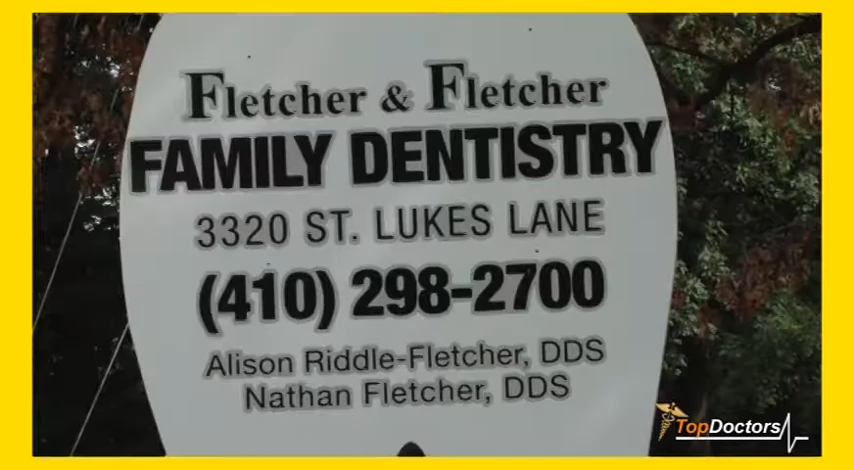 Fletcher & Fletcher
FAMILY DENTISTRY
3320 ST. LUKES LANE
(410) 298-2700
Alison Riddle-Fletcher, DDS
Nathan Fletcher, DDS
TopDoctors